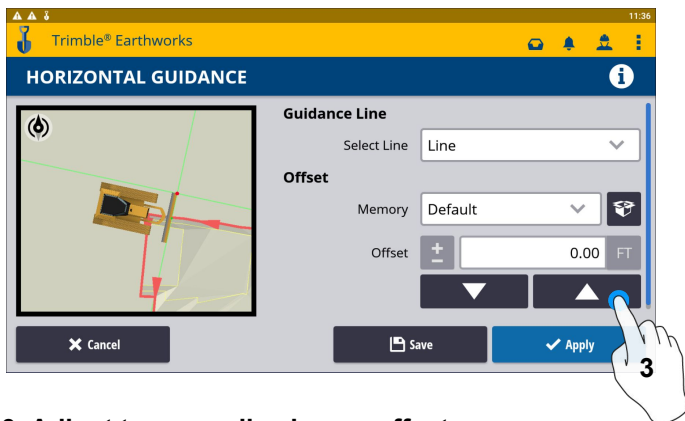 11:36
Trimble® Earthworks
HORIZONTAL GUIDANCE
i
Guidance Line
Select Line Line
Offset
Memory Default
Offset ± 0.00 FT
Cancel Save Apply
3